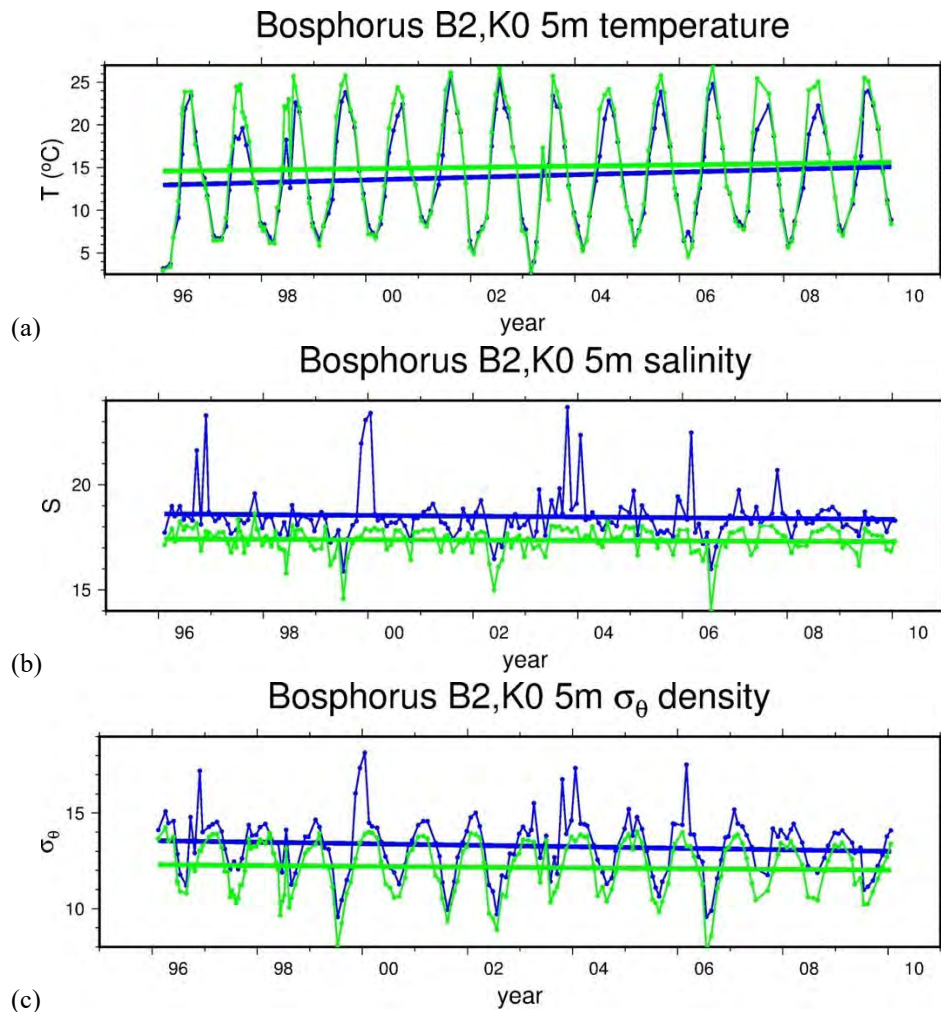 Bosphorus B2,K0 5m temperature
25
20
15
10
5
T (ºC)
96 98 00 02 04 06 08 10
year
(a)
Bosphorus B2,K0 5m salinity
20
15
S
96 98 00 02 04 06 08 10
year
(b)
Bosphorus B2,K0 5m σθ density
15
10
σθ
96 98 00 02 04 06 08 10
year
(c)